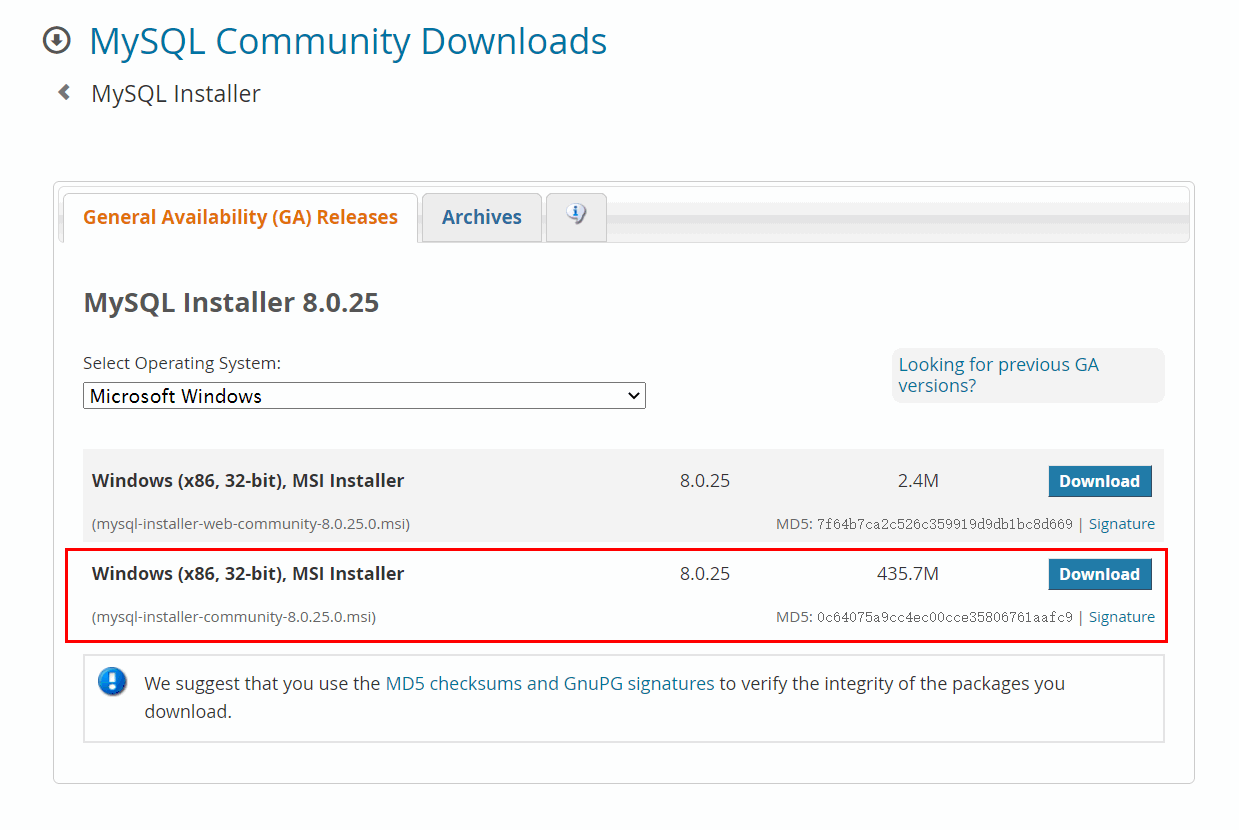 MySQL Community Downloads
MySQL Installer
General Availability (GA) Releases
Archives
MySQL Installer 8.0.25
Select Operating System:
Looking for previous GA
versions?
Microsoft Windows
Windows (x86, 32-bit), MSI Installer 8.0.25 2.4M Download
(mysql-installer-web-community-8.0.25.0.msi) MD5: 7f64b7ca2c526c359919d9db1bc8d669 | Signature
Windows (x86, 32-bit), MSI Installer 8.0.25 435.7M Download
(mysql-installer-community-8.0.25.0.msi) MD5: 0c64075a9cc4ec00cce35806761aafc9 | Signature
We suggest that you use the MD5 checksums and GnuPG signatures to verify the integrity of the packages you
download.